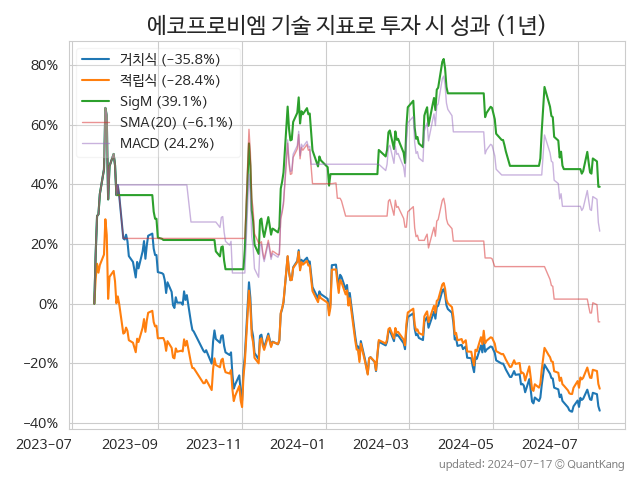 에코프로비엠 기술 지표로 투자 시 성과 (1년)
거치식 (−35.8%)
적립식 (−28.4%)
SigM (39.1%)
SMA(20) (−6.1%)
MACD (24.2%)
80%
60%
40%
20%
0%
−20%
−40%
2023-07 2023-09 2023-11 2024-01 2024-03 2024-05 2024-07
updated: 2024-07-17 © QuantKang